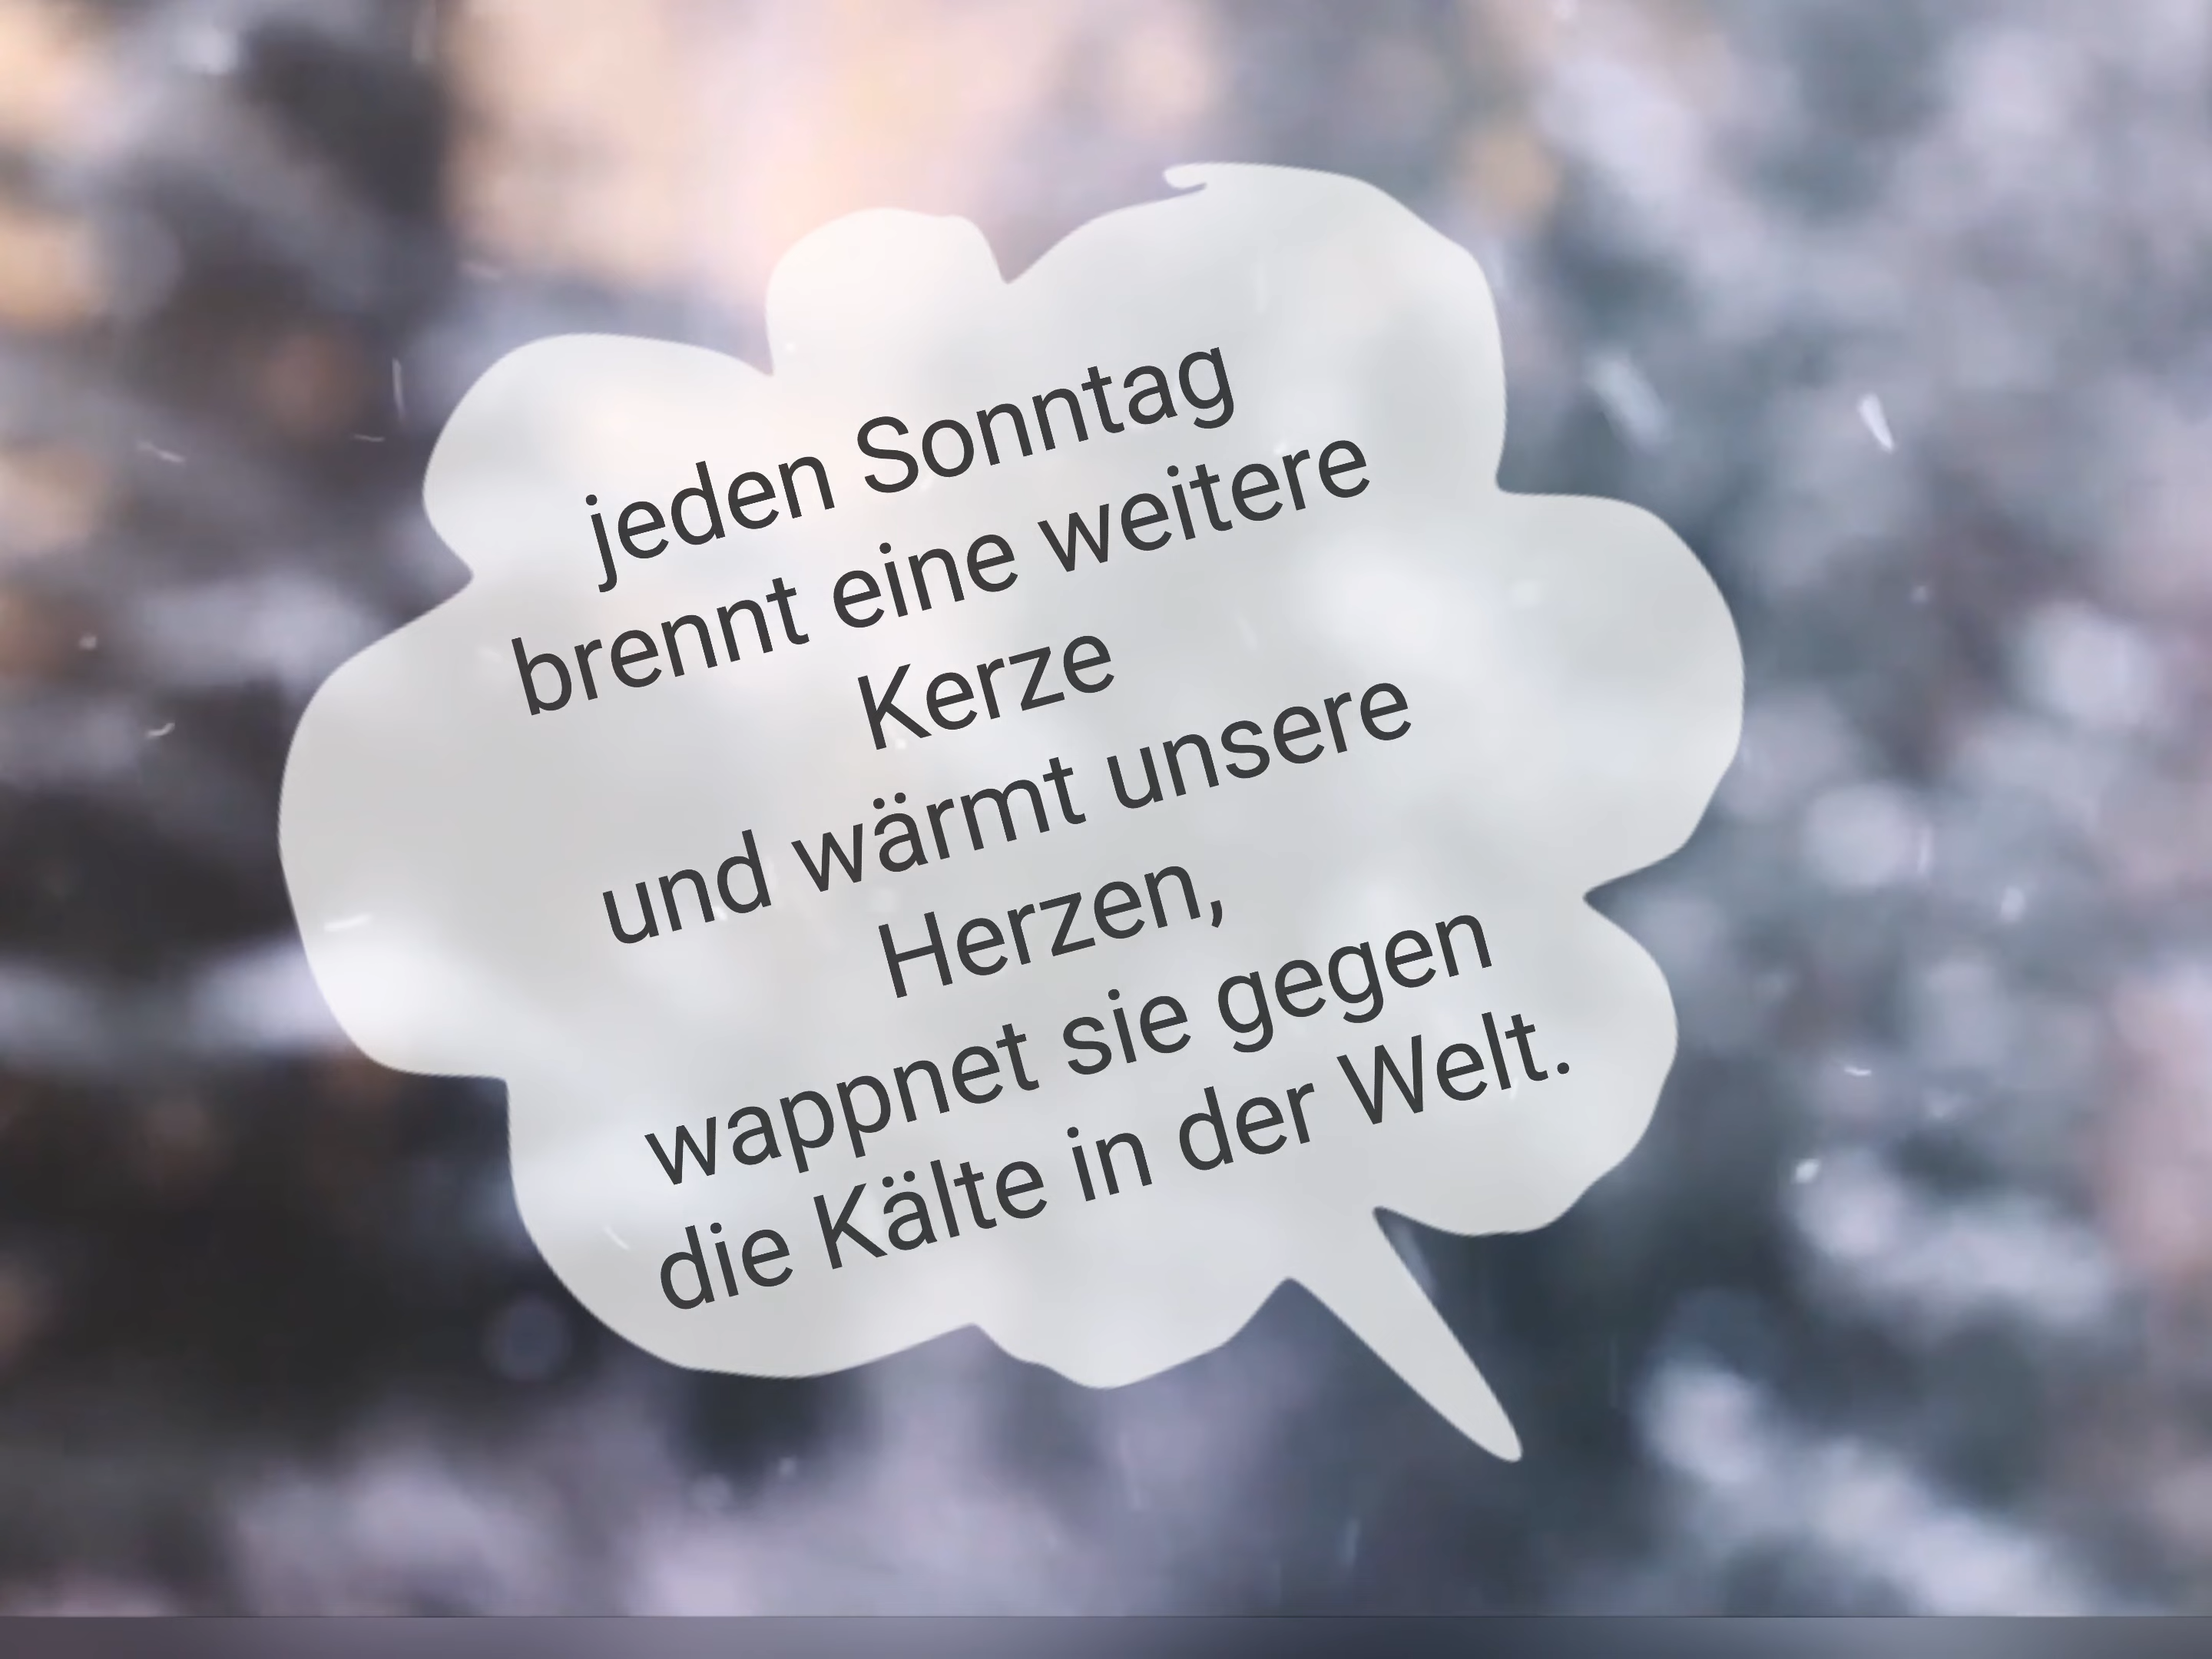 jeden Sonntag
brennt eine weitere
Kerze
und wärmt unsere
Herzen,
wappnet sie gegen
die Kälte in der Welt.